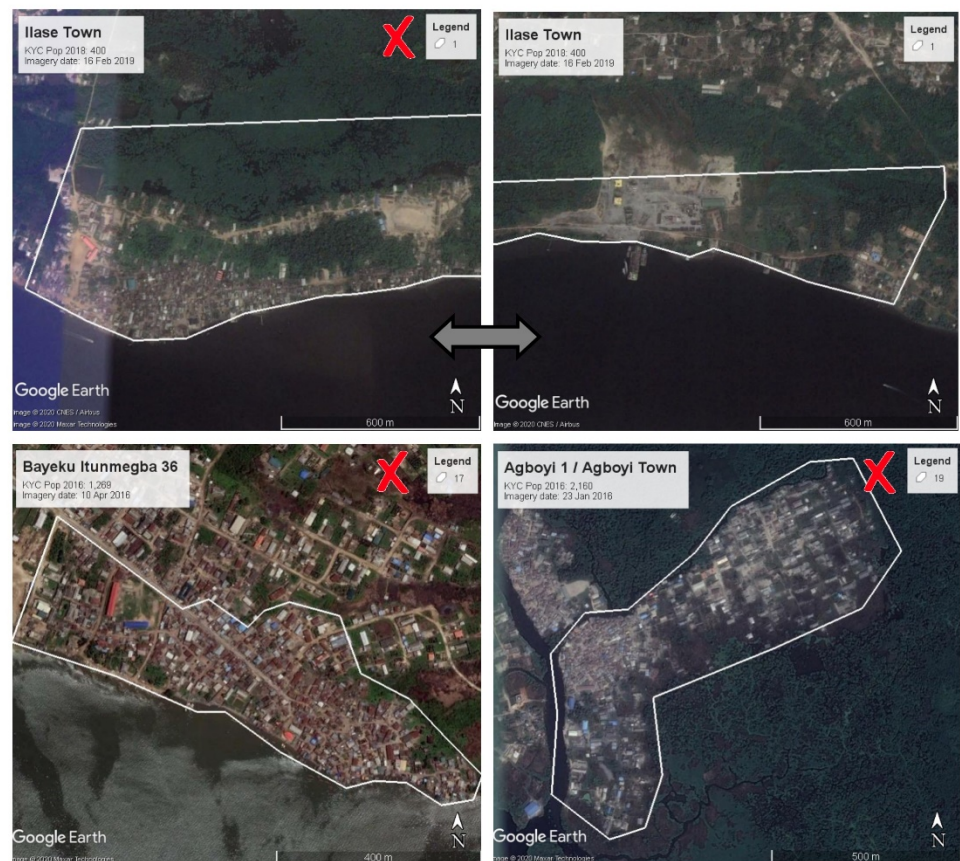 Ilase Town
KYC Pop 2018: 400
Imagery date: 16 Feb 2019
X
Legend
1
Google Earth
Image © 2020 CNES / Airbus
Image © 2020 Maxar Technologies
N
600 m
Ilase Town
KYC Pop 2018: 400
Imagery date: 16 Feb 2019
Legend
1
Google Earth
Image © 2020 CNES / Airbus
N
600 m
Bayeku Itunmegba 36
KYC Pop 2016: 1,269
Imagery date: 10 Apr 2016
X
Legend
17
Google Earth
Image © 2020 Maxar Technologies
N
400 m
Agboyi 1 / Agboyi Town
KYC Pop 2016: 2,160
Imagery date: 23 Jan 2016
X
Legend
19
Google Earth
Image © 2020 Maxar Technologies
N
500 m